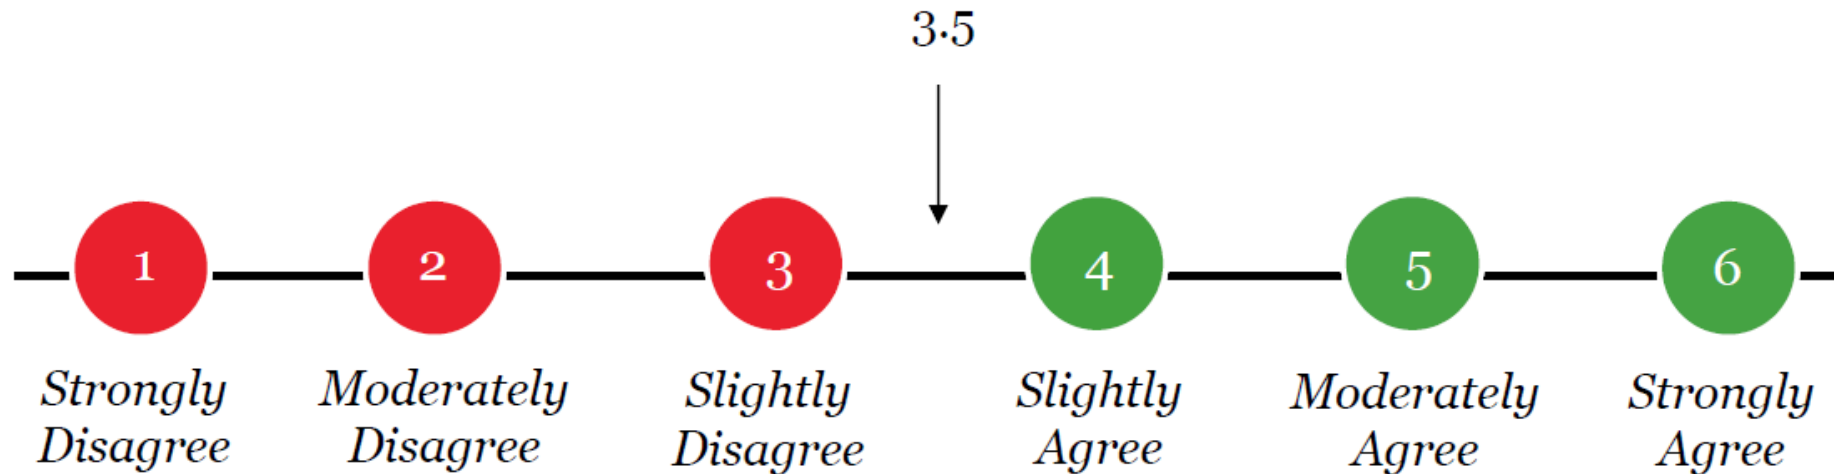 3.5
1 2 3 4 5 6
Strongly Moderately Slightly Slightly Moderately Strongly
Disagree Disagree Disagree Agree Agree Agree